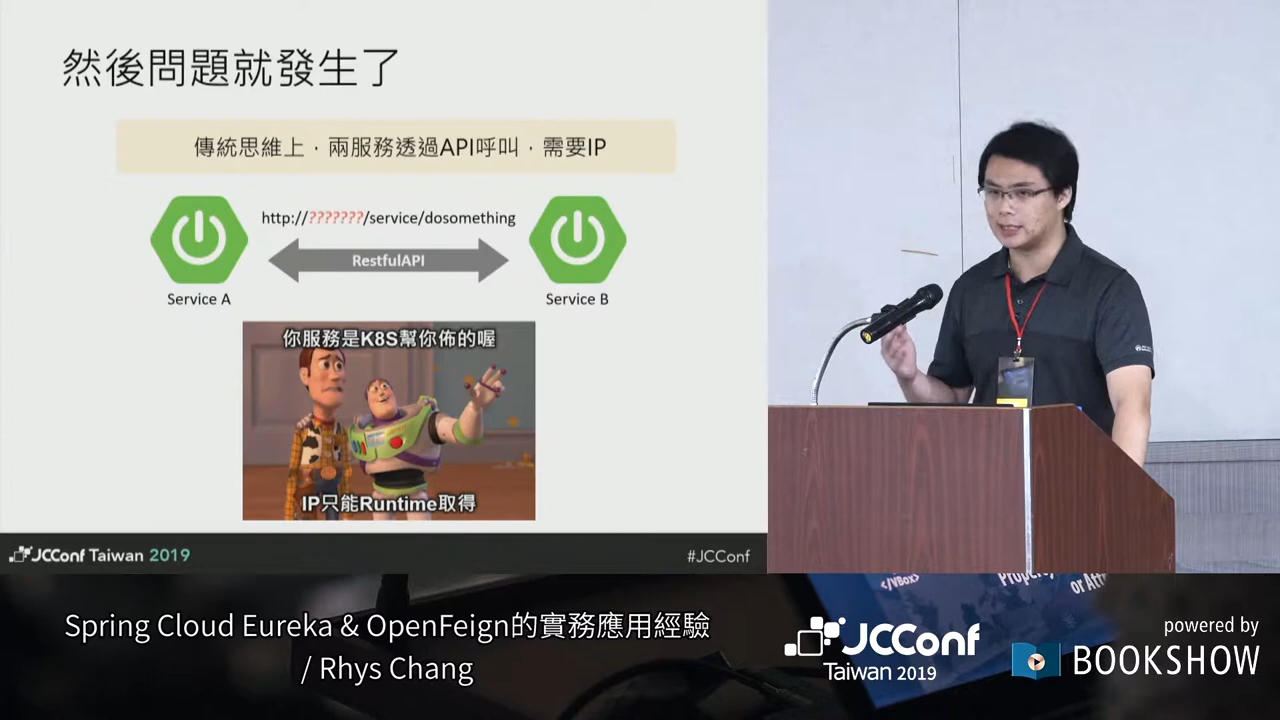 然後問題就發生了
傳統思維上，兩服務透過API呼叫，需要IP
http://???????/service/dosomething
RestfulAPI
Service A
Service B
你服務是K8S幫你佈的喔
IP只能Runtime取得
JCConf Taiwan 2019
#JCConf
</VBox>
or
Spring Cloud Eureka & OpenFeign的實務應用經驗
/ Rhys Chang
JCConf
Taiwan 2019
powered by
BOOKSHOW